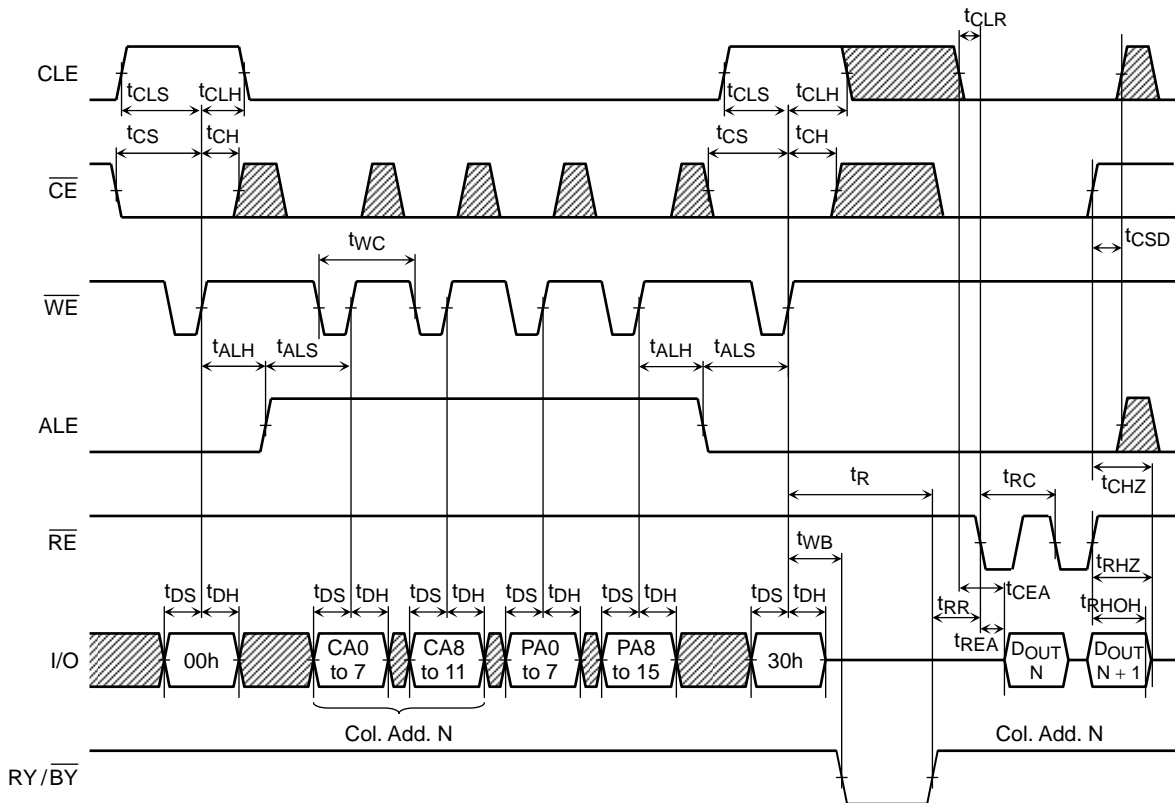 tCLR
CLE
tCLS tCLH tCLS tCLH
tCS tCH tCS tCH
CE
tWC tCSD
WE
tALH tALS tALH tALS
ALE
tR tRC tCHZ
RE
tWB
tDS tDH tDS tDH tDS tDH tDS tDH tDS tDH tDS tDH tRR tCEA tRHZ
tREA tRHOH
I/O 00h CA0 to 7 CA8 to 11 PA0 to 7 PA8 to 15 30h DOUT N DOUT N + 1
Col. Add. N Col. Add. N
RY/BY